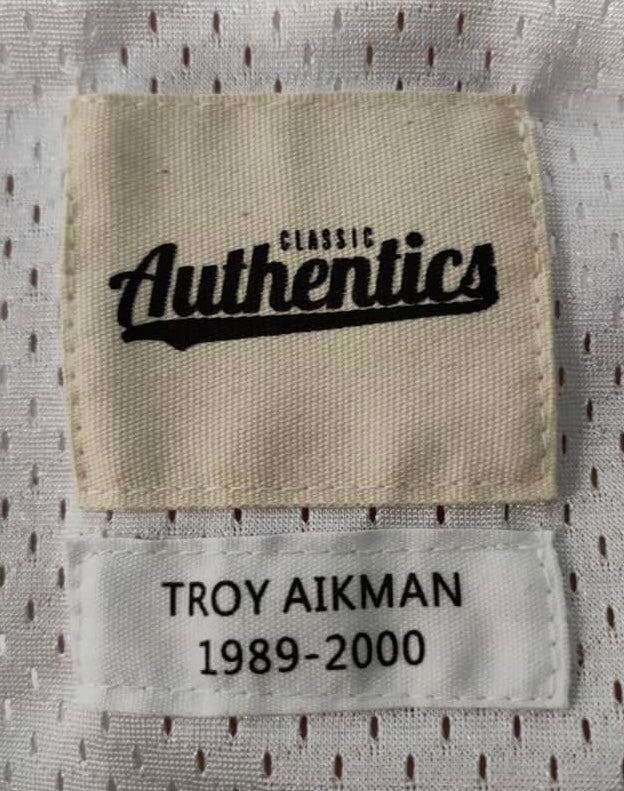 CLASSIC
Authentics
TROY AIKMAN
1989-2000